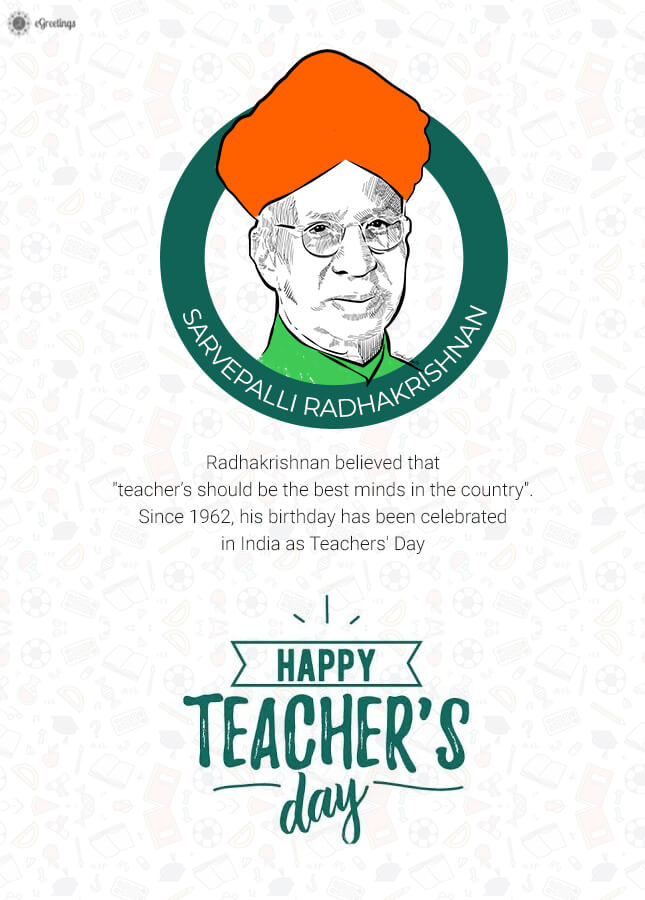 eGreetings
SARVEPALLI RADHAKRISHNAN
Radhakrishnan believed that
"teacher's should be the best minds in the country".
Since 1962, his birthday has been celebrated
in India as Teachers' Day
HAPPY
TEACHER'S
day